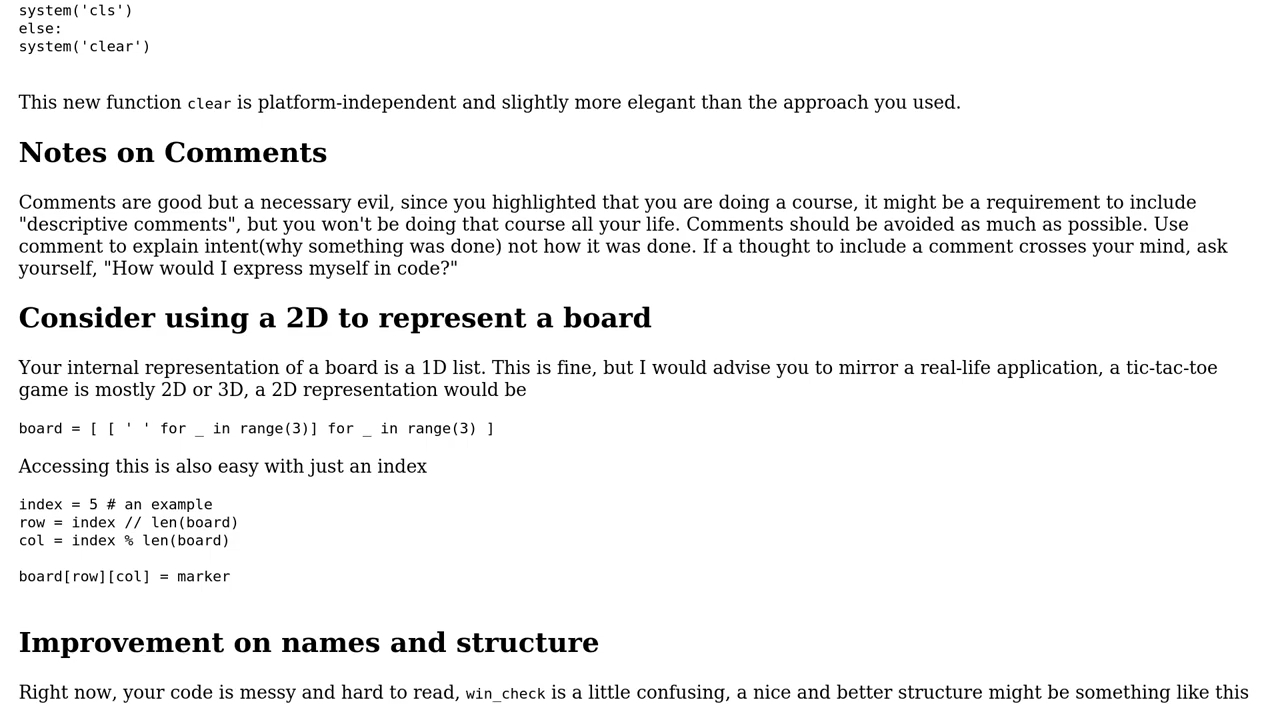 system('cls')
else:
system('clear')
This new function clear is platform-independent and slightly more elegant than the approach you used.
Notes on Comments
Comments are good but a necessary evil, since you highlighted that you are doing a course, it might be a requirement to include
"descriptive comments", but you won't be doing that course all your life. Comments should be avoided as much as possible. Use
comment to explain intent(why something was done) not how it was done. If a thought to include a comment crosses your mind, ask
yourself, "How would I express myself in code?"
Consider using a 2D to represent a board
Your internal representation of a board is a 1D list. This is fine, but I would advise you to mirror a real-life application, a tic-tac-toe
game is mostly 2D or 3D, a 2D representation would be
board = [ [ ' ' for _ in range(3)] for _ in range(3) ]
Accessing this is also easy with just an index
index = 5 # an example
row = index // len(board)
col = index % len(board)
board[row][col] = marker
Improvement on names and structure
Right now, your code is messy and hard to read, win_check is a little confusing, a nice and better structure might be something like this